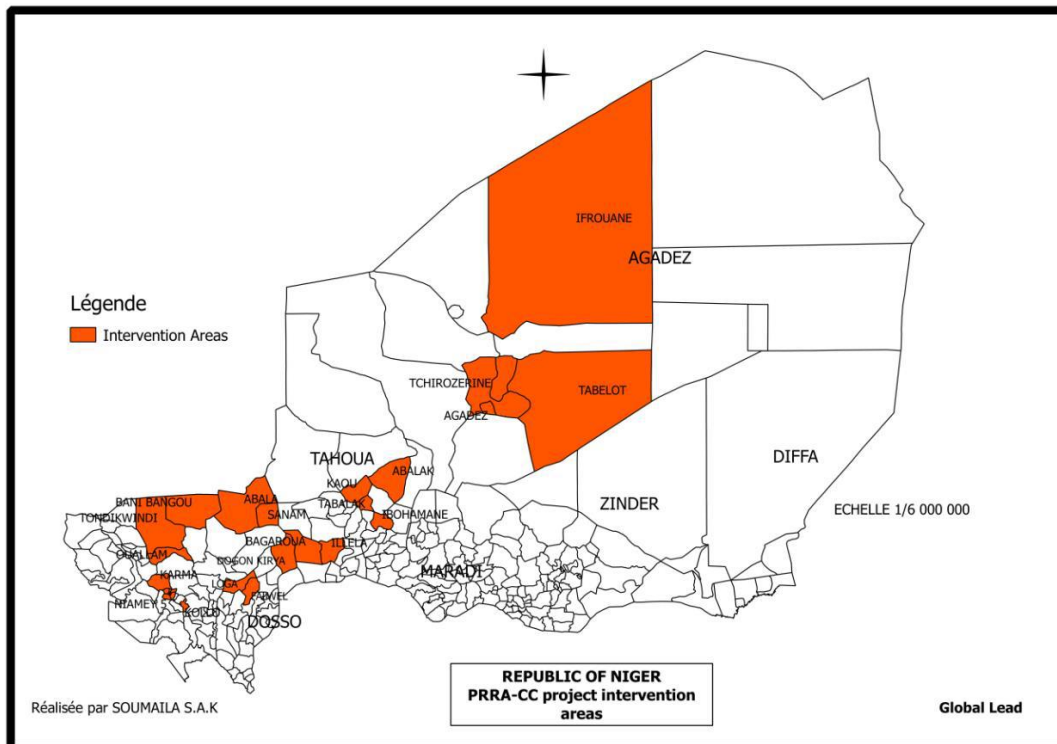 IFROUANE
AGADEZ
Légende
Intervention Areas
TCHIROZERINE
TABELOT
AGADEZ
TAHOUA
ABALAK
DIFFA
KAOU
BANI BANGOU
ABALA
TABALAK
ZINDER
TONDIKWINDI
SANAM
IBOHAMANE
ECHELLE 1/6 000 000
BAGAROUA
ILLELA
OUALLAM
DOGON KIRYA
KARMA
MARADI
LOGA
NIAMEY 5
KOLLO
DOSSO
REPUBLIC OF NIGER
PRRA-CC project intervention
areas
Réalisée par SOUMAILA S.A.K
Global Lead